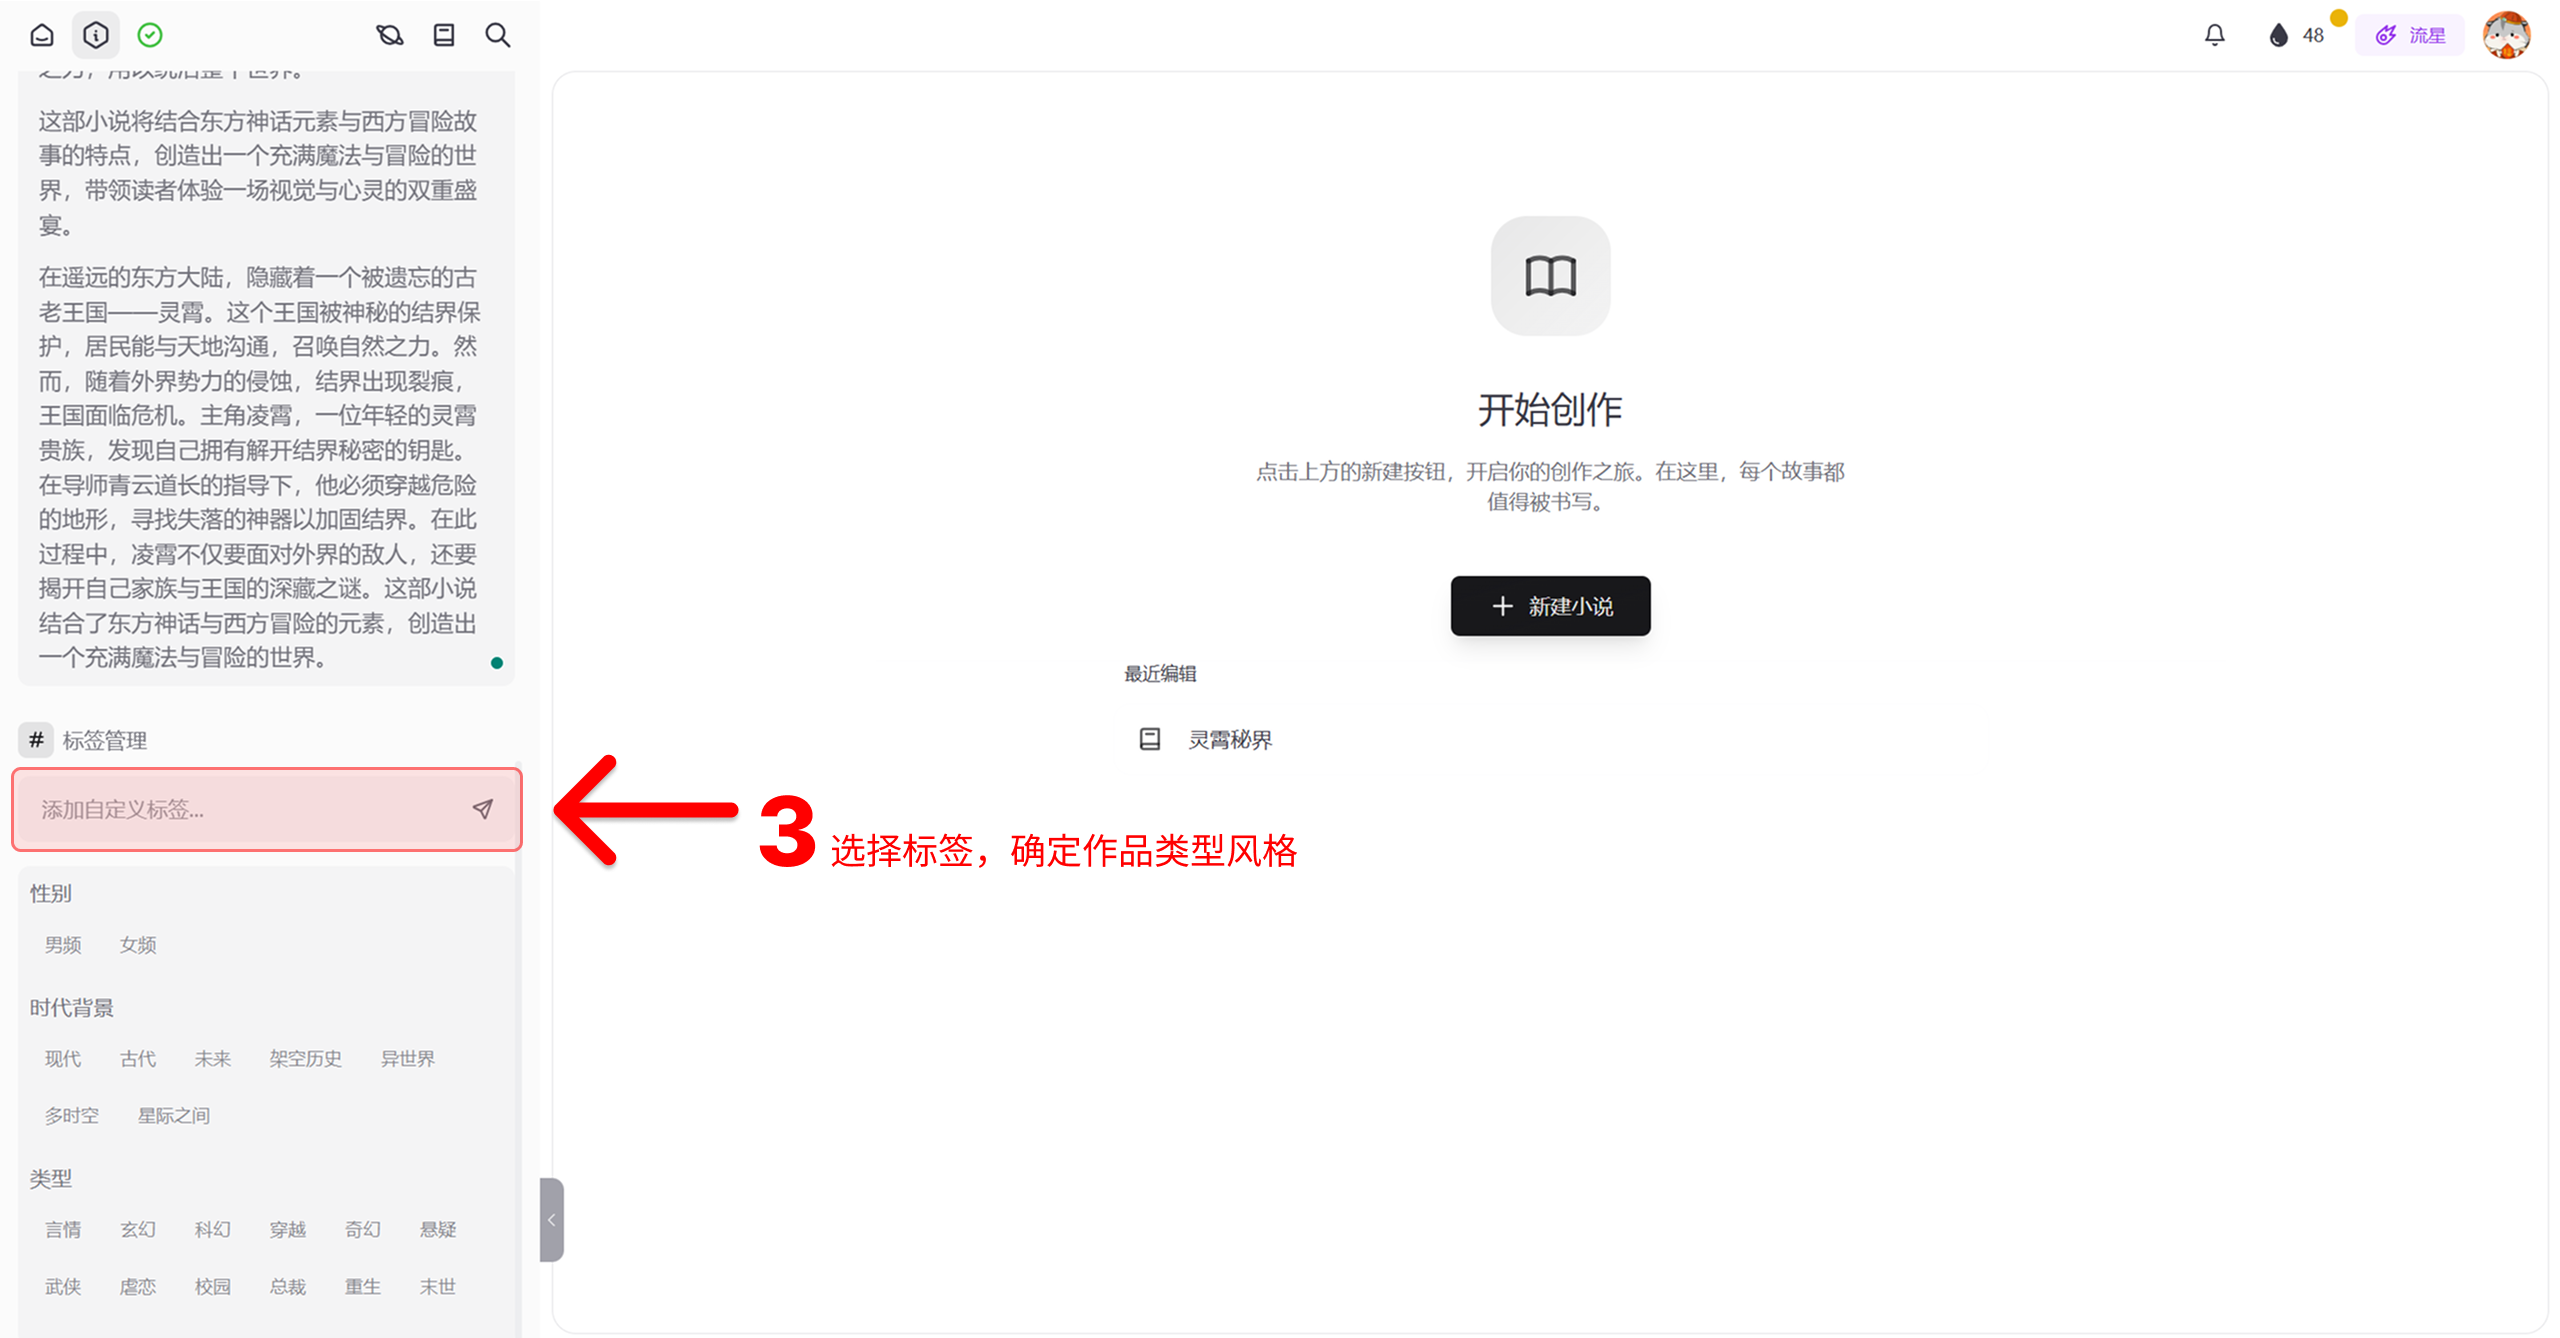 48
流星
之力，用以统治整个世界。
这部小说将结合东方神话元素与西方冒险故
事的特点，创造出一个充满魔法与冒险的世
界，带领读者体验一场视觉与心灵的双重盛
宴。
在遥远的东方大陆，隐藏着一个被遗忘的古
老王国——灵霄。这个王国被神秘的结界保
护，居民能与天地沟通，召唤自然之力。然
而，随着外界势力的侵蚀，结界出现裂痕，
王国面临危机。主角凌霄，一位年轻的灵霄
贵族，发现自己拥有解开结界秘密的钥匙。
在导师青云道长的指导下，他必须穿越危险
的地形，寻找失落的神器以加固结界。在此
过程中，凌霄不仅要面对外界的敌人，还要
揭开自己家族与王国的深藏之谜。这部小说
结合了东方神话与西方冒险的元素，创造出
一个充满魔法与冒险的世界。
# 标签管理
添加自定义标签...
性别
男频 女频
时代背景
现代 古代 未来 架空历史 异世界
多时空 星际之间
类型
言情 玄幻 科幻 穿越 奇幻 悬疑
武侠 虐恋 校园 总裁 重生 末世
开始创作
点击上方的新建按钮，开启你的创作之旅。在这里，每个故事都
值得被书写。
新建小说
最近编辑
灵霄秘界
3 选择标签，确定作品类型风格